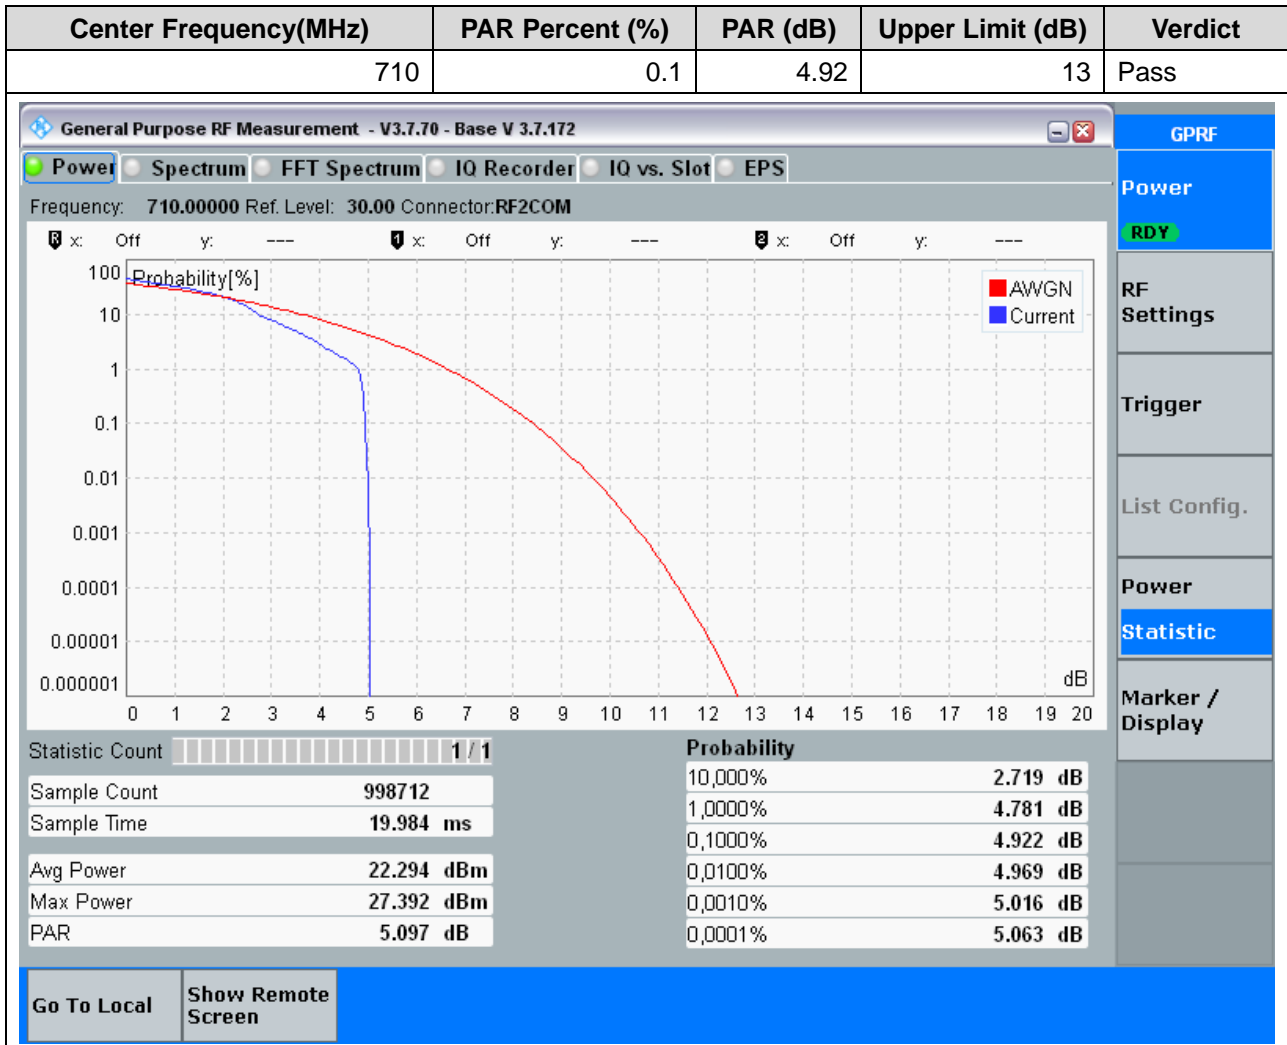 Center Frequency(MHz) PAR Percent (%) PAR (dB) Upper Limit (dB) Verdict
710 0.1 4.92 13 Pass
General Purpose RF Measurement - V3.7.70 - Base V 3.7.172
GPRF
Power Spectrum FFT Spectrum IQ Recorder IQ vs. Slot EPS
Frequency: 710.00000 Ref. Level: 30.00 Connector:RF2COM
Power
RDY
R x: Off y: --- 1 x: Off y: --- 2 x: Off y: ---
Probability[%]
AWGN
Current
100
10
1
0.1
0.01
0.001
0.0001
0.00001
0.000001
dB
0 1 2 3 4 5 6 7 8 9 10 11 12 13 14 15 16 17 18 19 20
RF
Settings
Trigger
List Config.
Power
Statistic
Marker /
Display
Statistic Count 1 / 1
Sample Count 998712
Sample Time 19.984 ms
Avg Power 22.294 dBm
Max Power 27.392 dBm
PAR 5.097 dB
Probability
10,000% 2.719 dB
1,0000% 4.781 dB
0,1000% 4.922 dB
0,0100% 4.969 dB
0,0010% 5.016 dB
0,0001% 5.063 dB
Go To Local
Show Remote
Screen